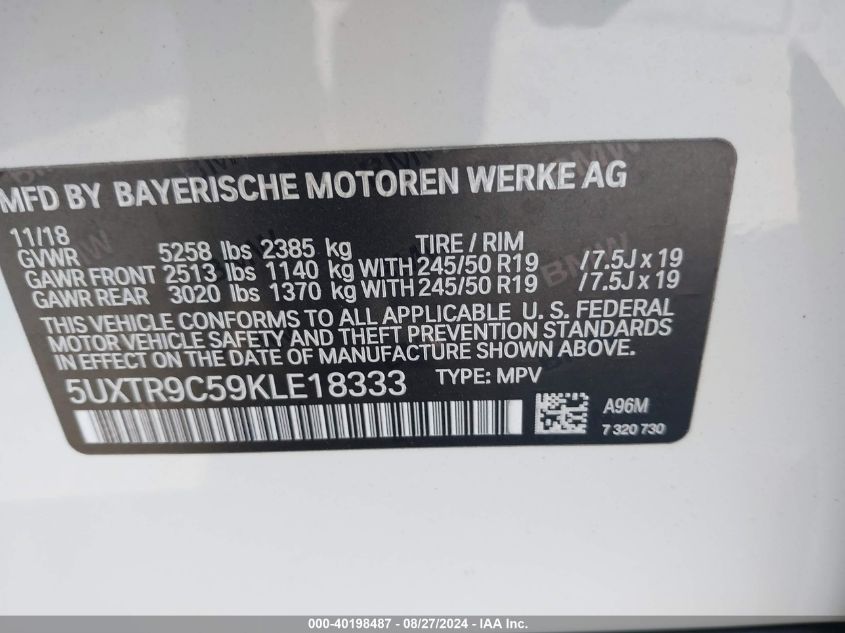 MFD BY BAYERISCHE MOTOREN WERKE AG
11/18
GVWR 5258 lbs 2385 kg TIRE / RIM
GAWR FRONT 2513 lbs 1140 kg WITH 245/50 R19 /7.5J x 19
GAWR REAR 3020 lbs 1370 kg WITH 245/50 R19 /7.5J x 19
THIS VEHICLE CONFORMS TO ALL APPLICABLE U. S. FEDERAL
MOTOR VEHICLE SAFETY AND THEFT PREVENTION STANDARDS
IN EFFECT ON THE DATE OF MANUFACTURE SHOWN ABOVE.
5UXTR9C59KLE18333 TYPE: MPV
A96M
7 320 730
000-40198487 - 08/27/2024 - IAA Inc.